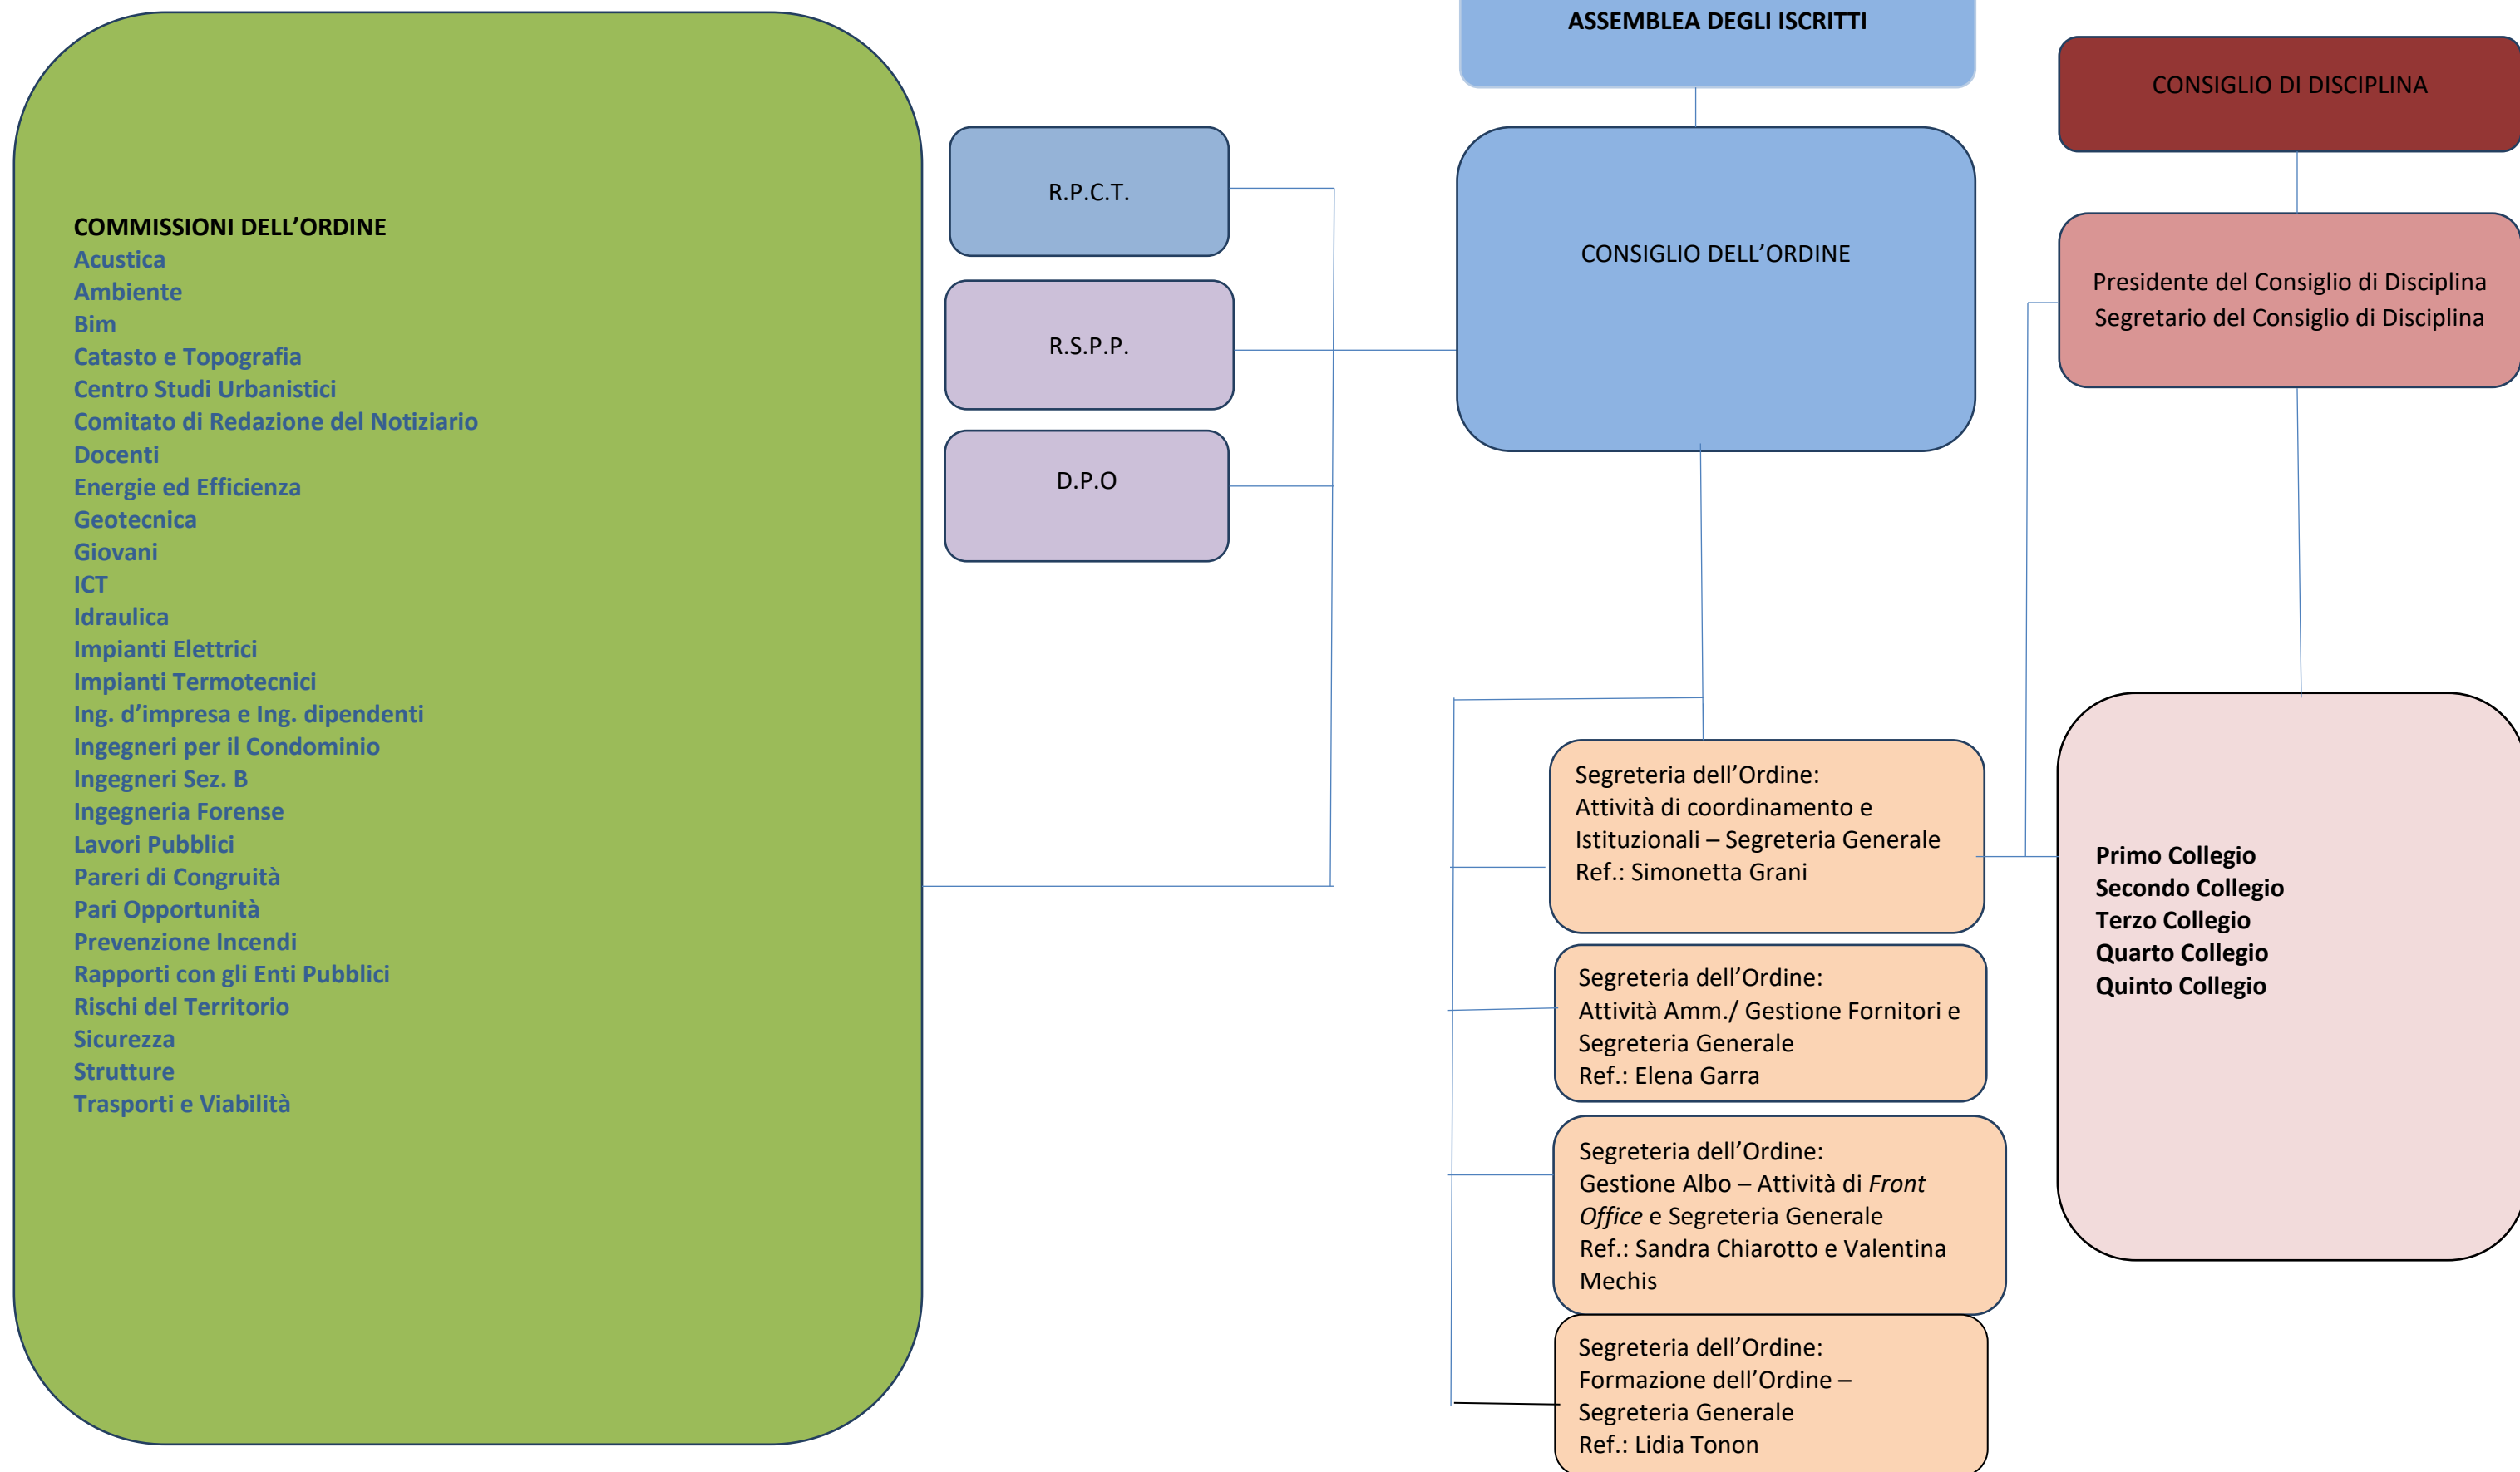 ASSEMBLEA DEGLI ISCRITTI
CONSIGLIO DI DISCIPLINA
R.P.C.T.
COMMISSIONI DELL’ORDINE
Acustica
Ambiente
Bim
Catasto e Topografia
Centro Studi Urbanistici
Comitato di Redazione del Notiziario
Docenti
Energie ed Efficienza
Geotecnica
Giovani
ICT
Idraulica
Impianti Elettrici
Impianti Termotecnici
Ing. d’impresa e Ing. dipendenti
Ingegneri per il Condominio
Ingegneri Sez. B
Ingegneria Forense
Lavori Pubblici
Pareri di Congruità
Pari Opportunità
Prevenzione Incendi
Rapporti con gli Enti Pubblici
Rischi del Territorio
Sicurezza
Strutture
Trasporti e Viabilità
CONSIGLIO DELL’ORDINE
Presidente del Consiglio di Disciplina
Segretario del Consiglio di Disciplina
R.S.P.P.
D.P.O
Segreteria dell’Ordine:
Attività di coordinamento e
Istituzionali – Segreteria Generale
Ref.: Simonetta Grani
Segreteria dell’Ordine:
Attività Amm./ Gestione Fornitori e
Segreteria Generale
Ref.: Elena Garra
Segreteria dell’Ordine:
Gestione Albo – Attività di Front
Office e Segreteria Generale
Ref.: Sandra Chiarotto e Valentina
Mechis
Segreteria dell’Ordine:
Formazione dell’Ordine –
Segreteria Generale
Ref.: Lidia Tonon
Primo Collegio
Secondo Collegio
Terzo Collegio
Quarto Collegio
Quinto Collegio